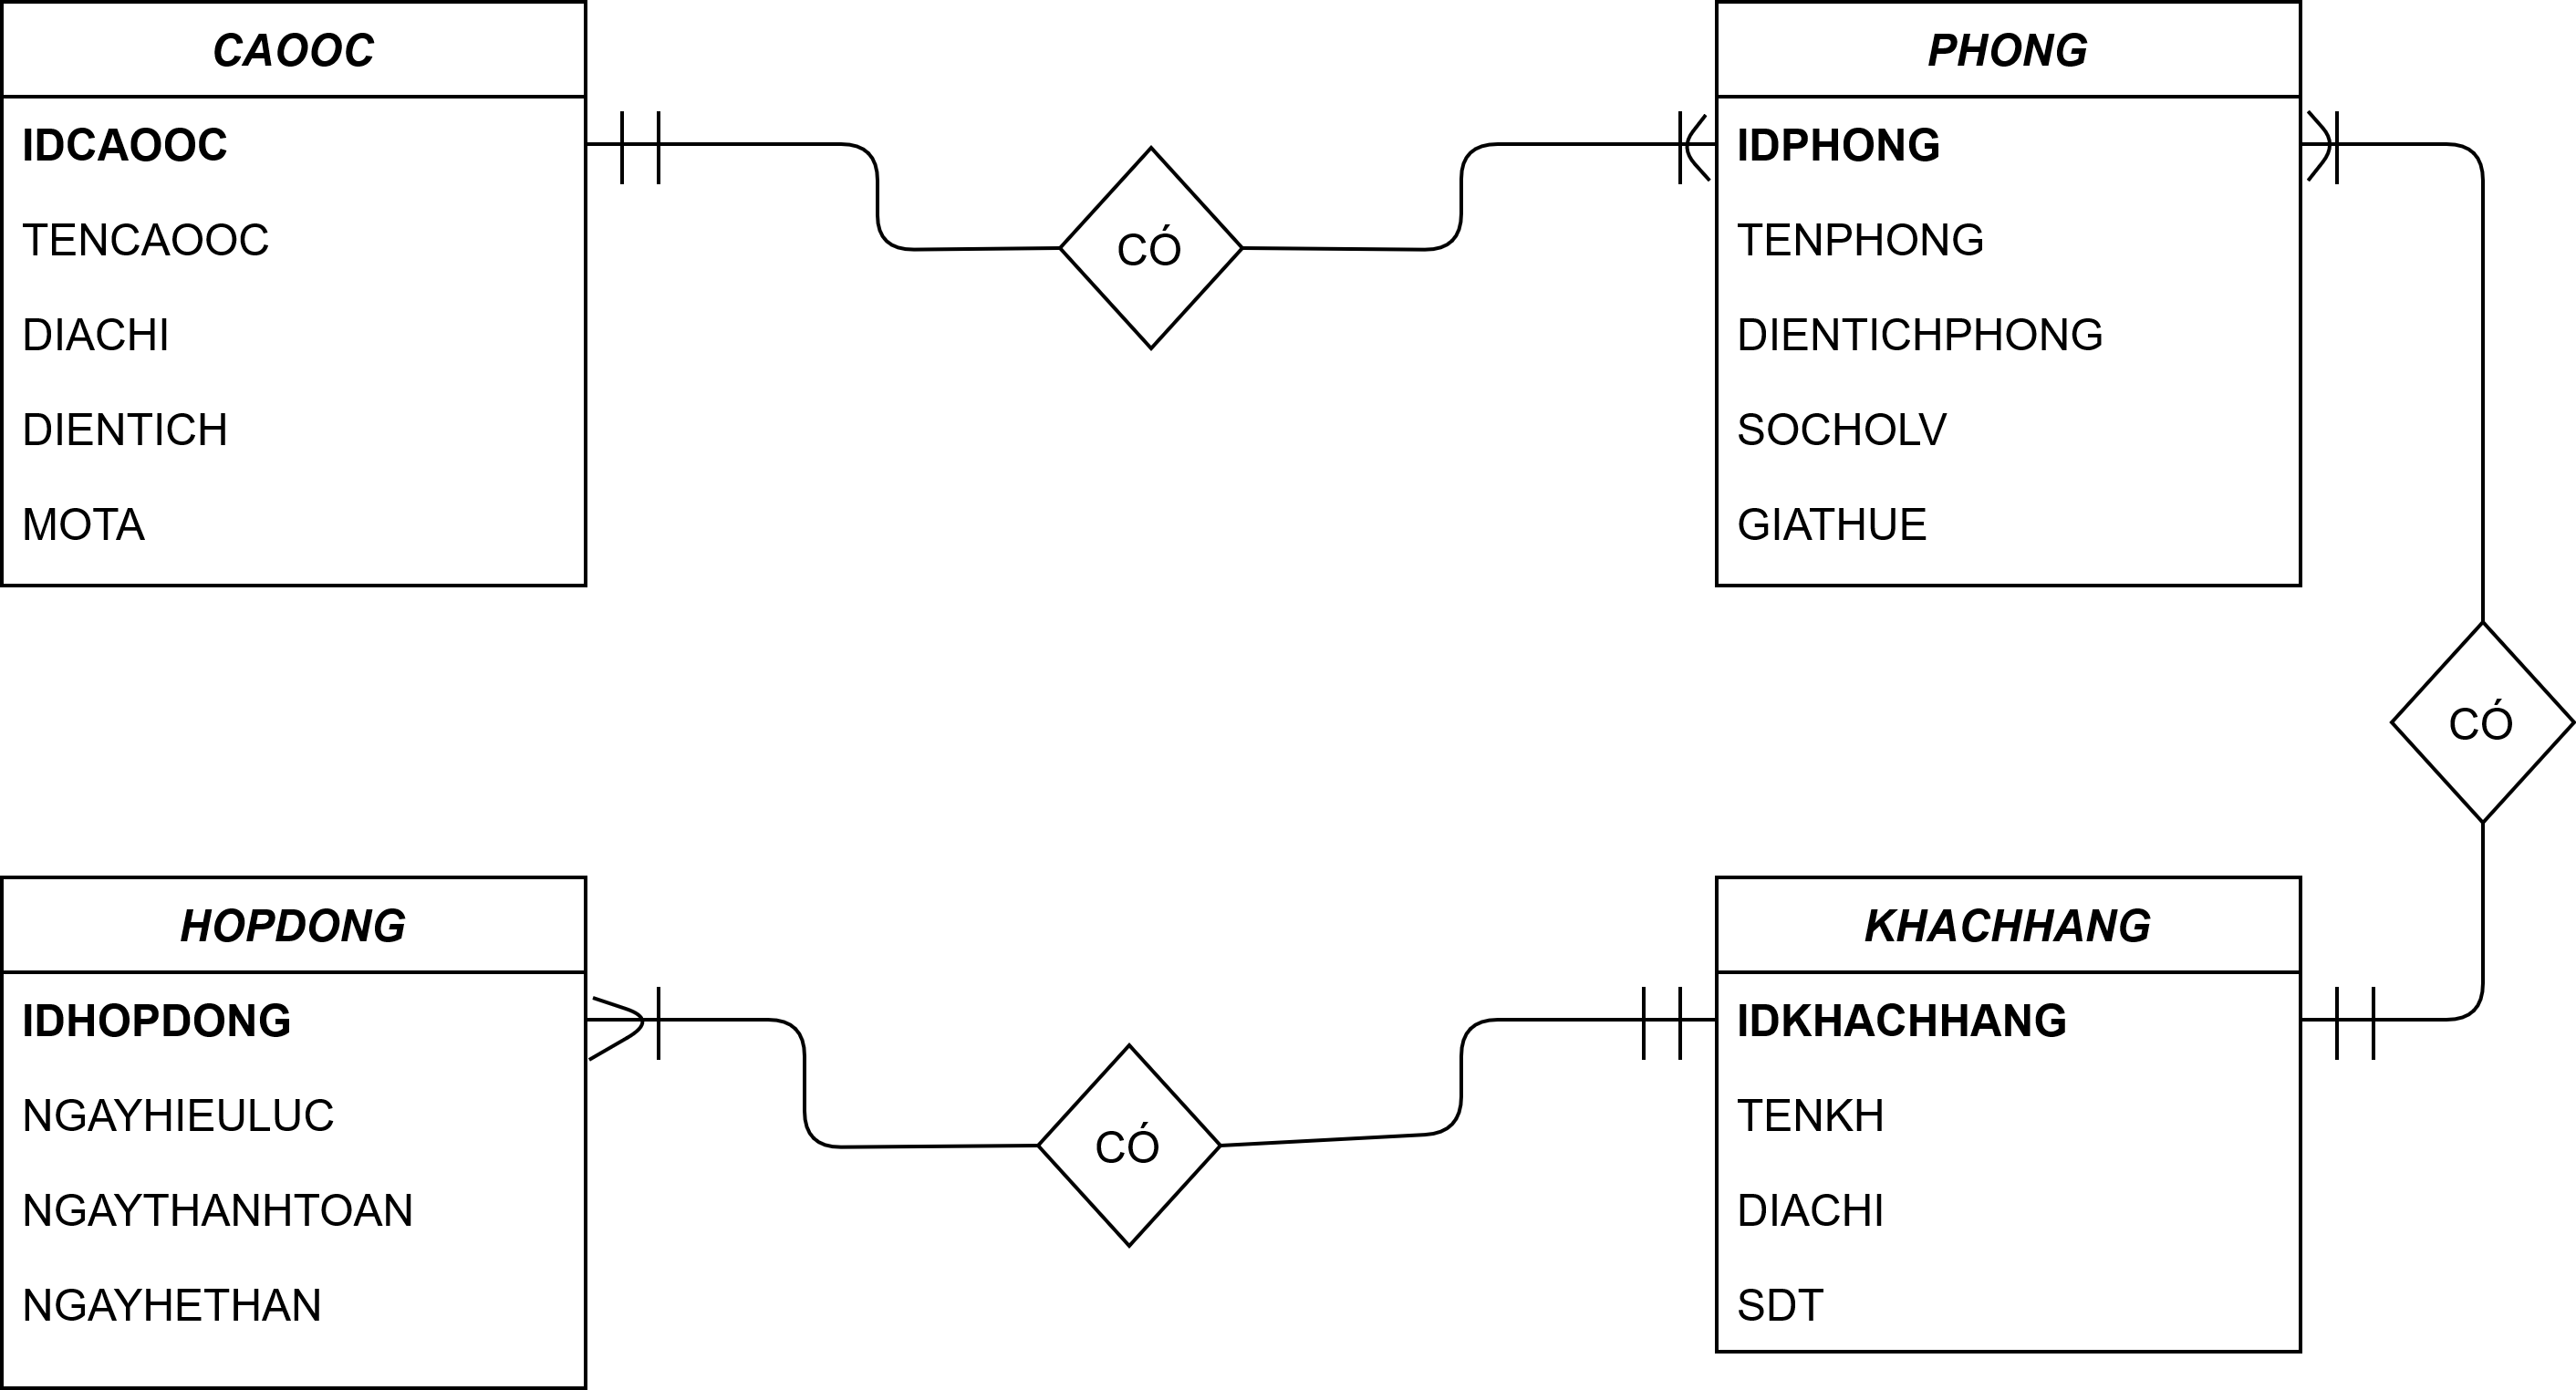 CAOOC
IDCAOOC
TENCAOOC
DIACHI
DIENTICH
MOTA
CÓ
PHONG
IDPHONG
TENPHONG
DIENTICHPHONG
SOCHOLV
GIATHUE
CÓ
HOPDONG
IDHOPDONG
NGAYHIEULUC
NGAYTHANHTOAN
NGAYHETHAN
CÓ
KHACHHANG
IDKHACHHANG
TENKH
DIACHI
SDT